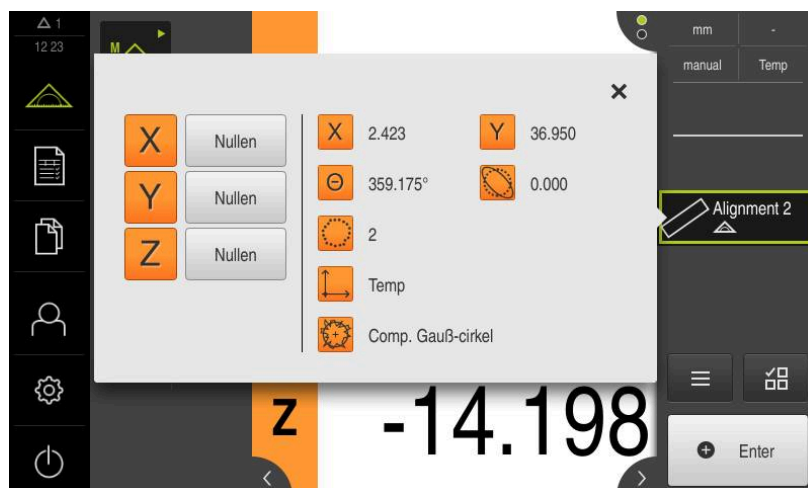 1
12 23
M
mm -
manual Temp
X Nullen X 2.423 Y 36.950
Y Nullen Θ 359.175° 0.000
Z Nullen 2
Temp
Comp. Gauß-cirkel
Alignment 2
Z -14.198
Enter